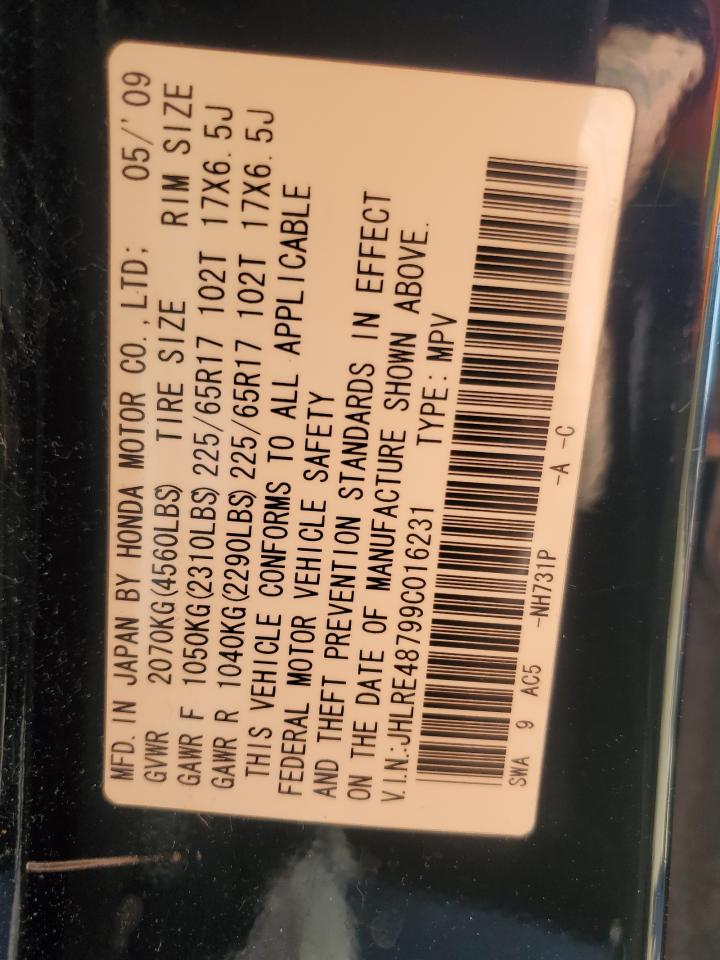 MFD. IN JAPAN BY HONDA MOTOR CO., LTD; 05/'09
GVWR 2070KG(4560LBS) TIRE SIZE RIM SIZE
GAWR F 1050KG(2310LBS) 225/65R17 102T 17X6.5J
GAWR R 1040KG(2290LBS) 225/65R17 102T 17X6.5J
THIS VEHICLE CONFORMS TO ALL APPLICABLE
FEDERAL MOTOR VEHICLE SAFETY
AND THEFT PREVENTION STANDARDS IN EFFECT
ON THE DATE OF MANUFACTURE SHOWN ABOVE.
V.I.N.:JHLRE48799C016231 TYPE: MPV
SWA 9 AC5 -NH731P -A -C